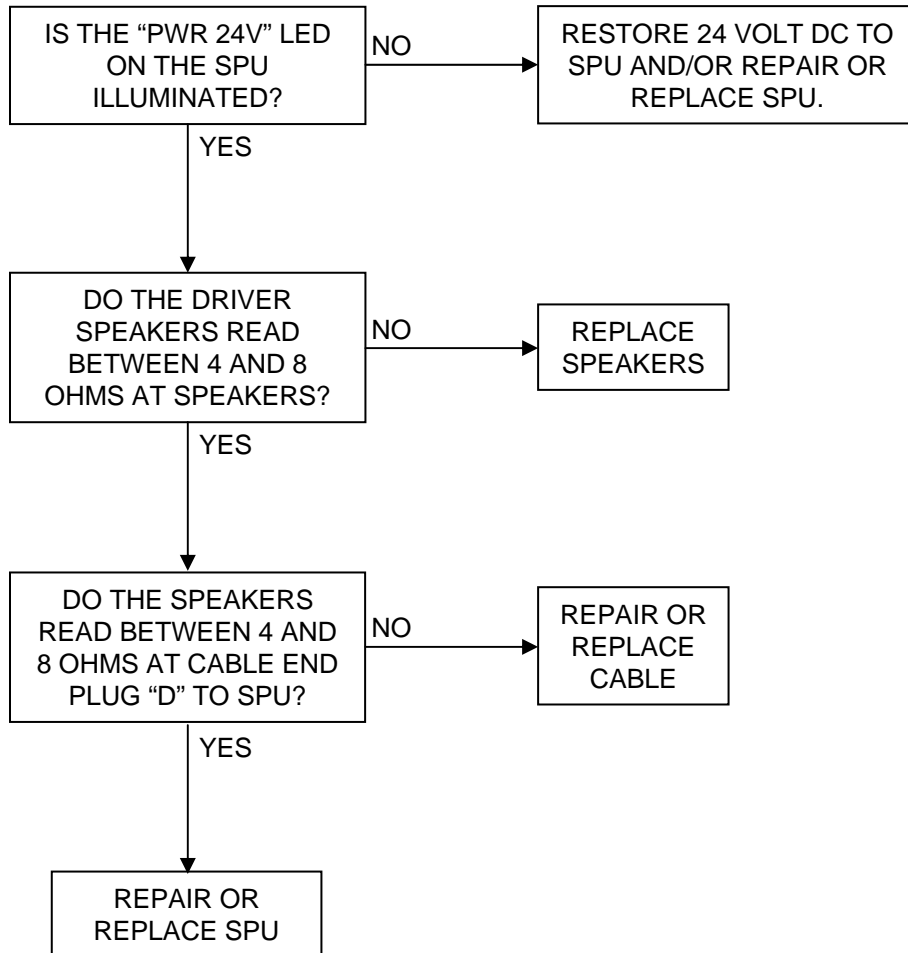 IS THE “PWR 24V” LED
ON THE SPU
ILLUMINATED?
NO
RESTORE 24 VOLT DC TO
SPU AND/OR REPAIR OR
REPLACE SPU.
YES
DO THE DRIVER
SPEAKERS READ
BETWEEN 4 AND 8
OHMS AT SPEAKERS?
NO
REPLACE
SPEAKERS
YES
DO THE SPEAKERS
READ BETWEEN 4 AND
8 OHMS AT CABLE END
PLUG “D” TO SPU?
NO
REPAIR OR
REPLACE
CABLE
YES
REPAIR OR
REPLACE SPU